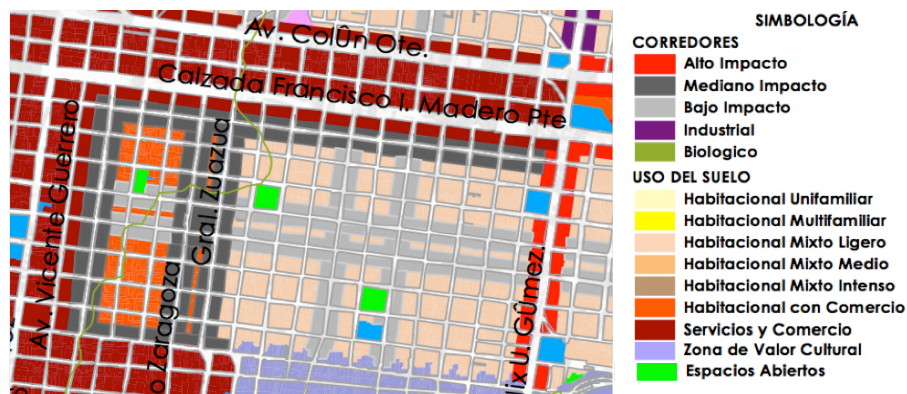 Av. ColÛn Ote.
Calzada Francisco I. Madero Pte
Av. Vicente Guerrero
Gral. Zuazua
o Zaragoza
lix U. GÛmez.
SIMBOLOGÍA
CORREDORES
Alto Impacto
Mediano Impacto
Bajo Impacto
Industrial
Biologico
USO DEL SUELO
Habitacional Unifamiliar
Habitacional Multifamiliar
Habitacional Mixto Ligero
Habitacional Mixto Medio
Habitacional Mixto Intenso
Habitacional con Comercio
Servicios y Comercio
Zona de Valor Cultural
Espacios Abiertos